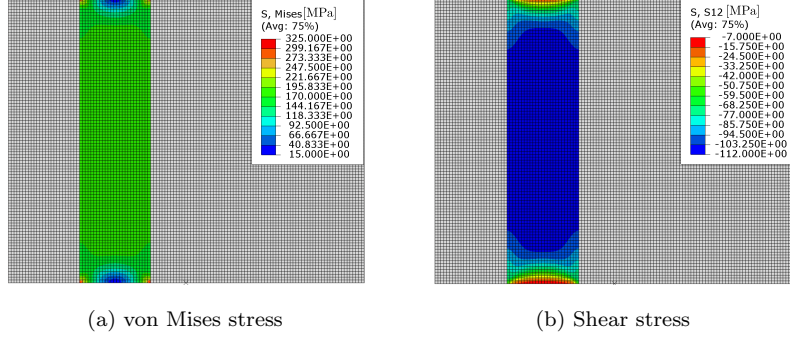 S, Mises[MPa]
(Avg: 75%)
325.000E+00
299.167E+00
273.333E+00
247.500E+00
221.667E+00
195.833E+00
170.000E+00
144.167E+00
118.333E+00
92.500E+00
66.667E+00
40.833E+00
15.000E+00
S, S12 [MPa]
(Avg: 75%)
-7.000E+00
-15.750E+00
-24.500E+00
-33.250E+00
-42.000E+00
-50.750E+00
-59.500E+00
-68.250E+00
-77.000E+00
-85.750E+00
-94.500E+00
-103.250E+00
-112.000E+00
(a) von Mises stress
(b) Shear stress